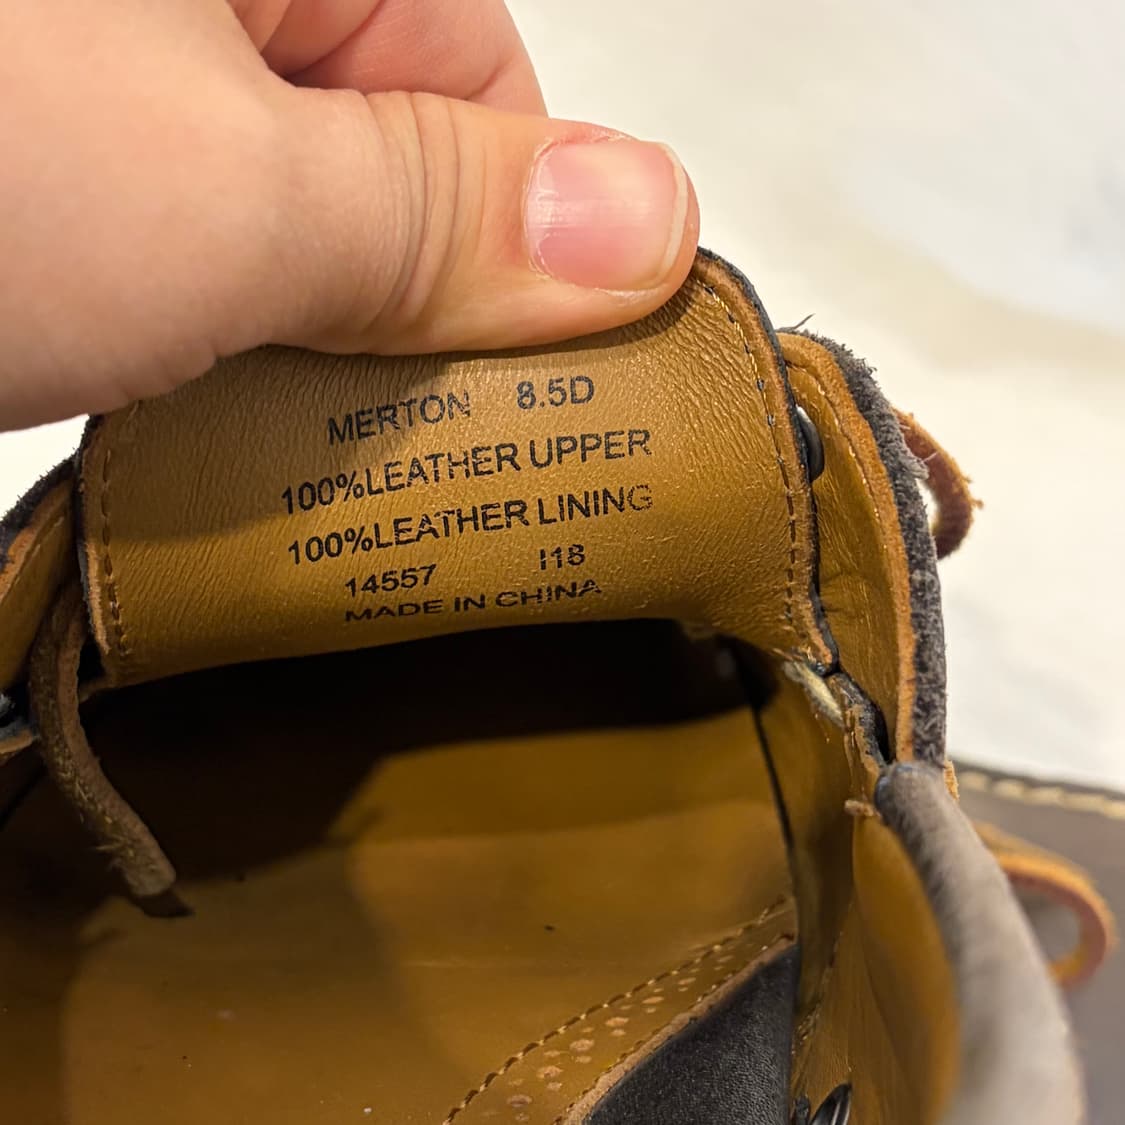 MERTON 8.5D
100%LEATHER UPPER
100%LEATHER LINING
14557 I18
MADE IN CHINA